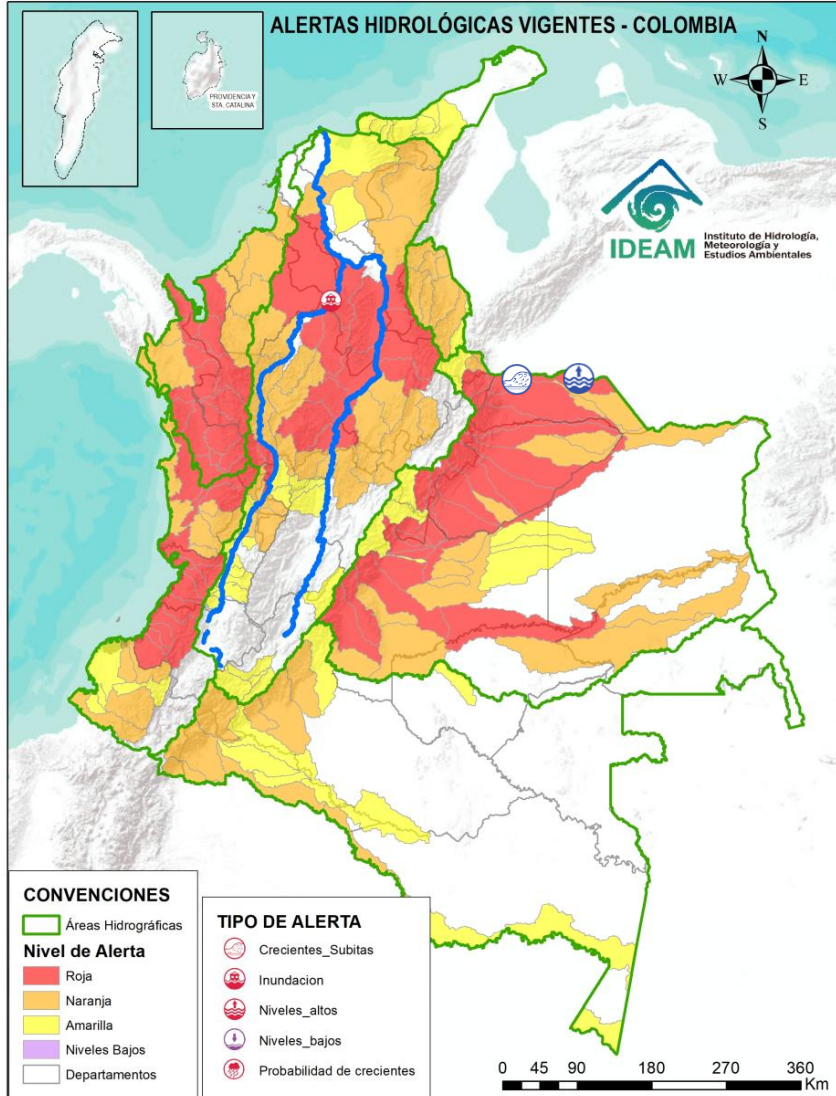 ALERTAS HIDROLÓGICAS VIGENTES - COLOMBIA
PROVIDENCIA Y
STA. CATALINA
N
W
E
S
IDEAM
Instituto de Hidrología,
Meteorología y
Estudios Ambientales
CONVENCIONES
Áreas Hidrográficas
Nivel de Alerta
Roja
Naranja
Amarilla
Niveles Bajos
Departamentos
TIPO DE ALERTA
Crecientes_Subitas
Inundacion
Niveles_altos
Niveles_bajos
Probabilidad de crecientes
0 45 90 180 270 360
Km